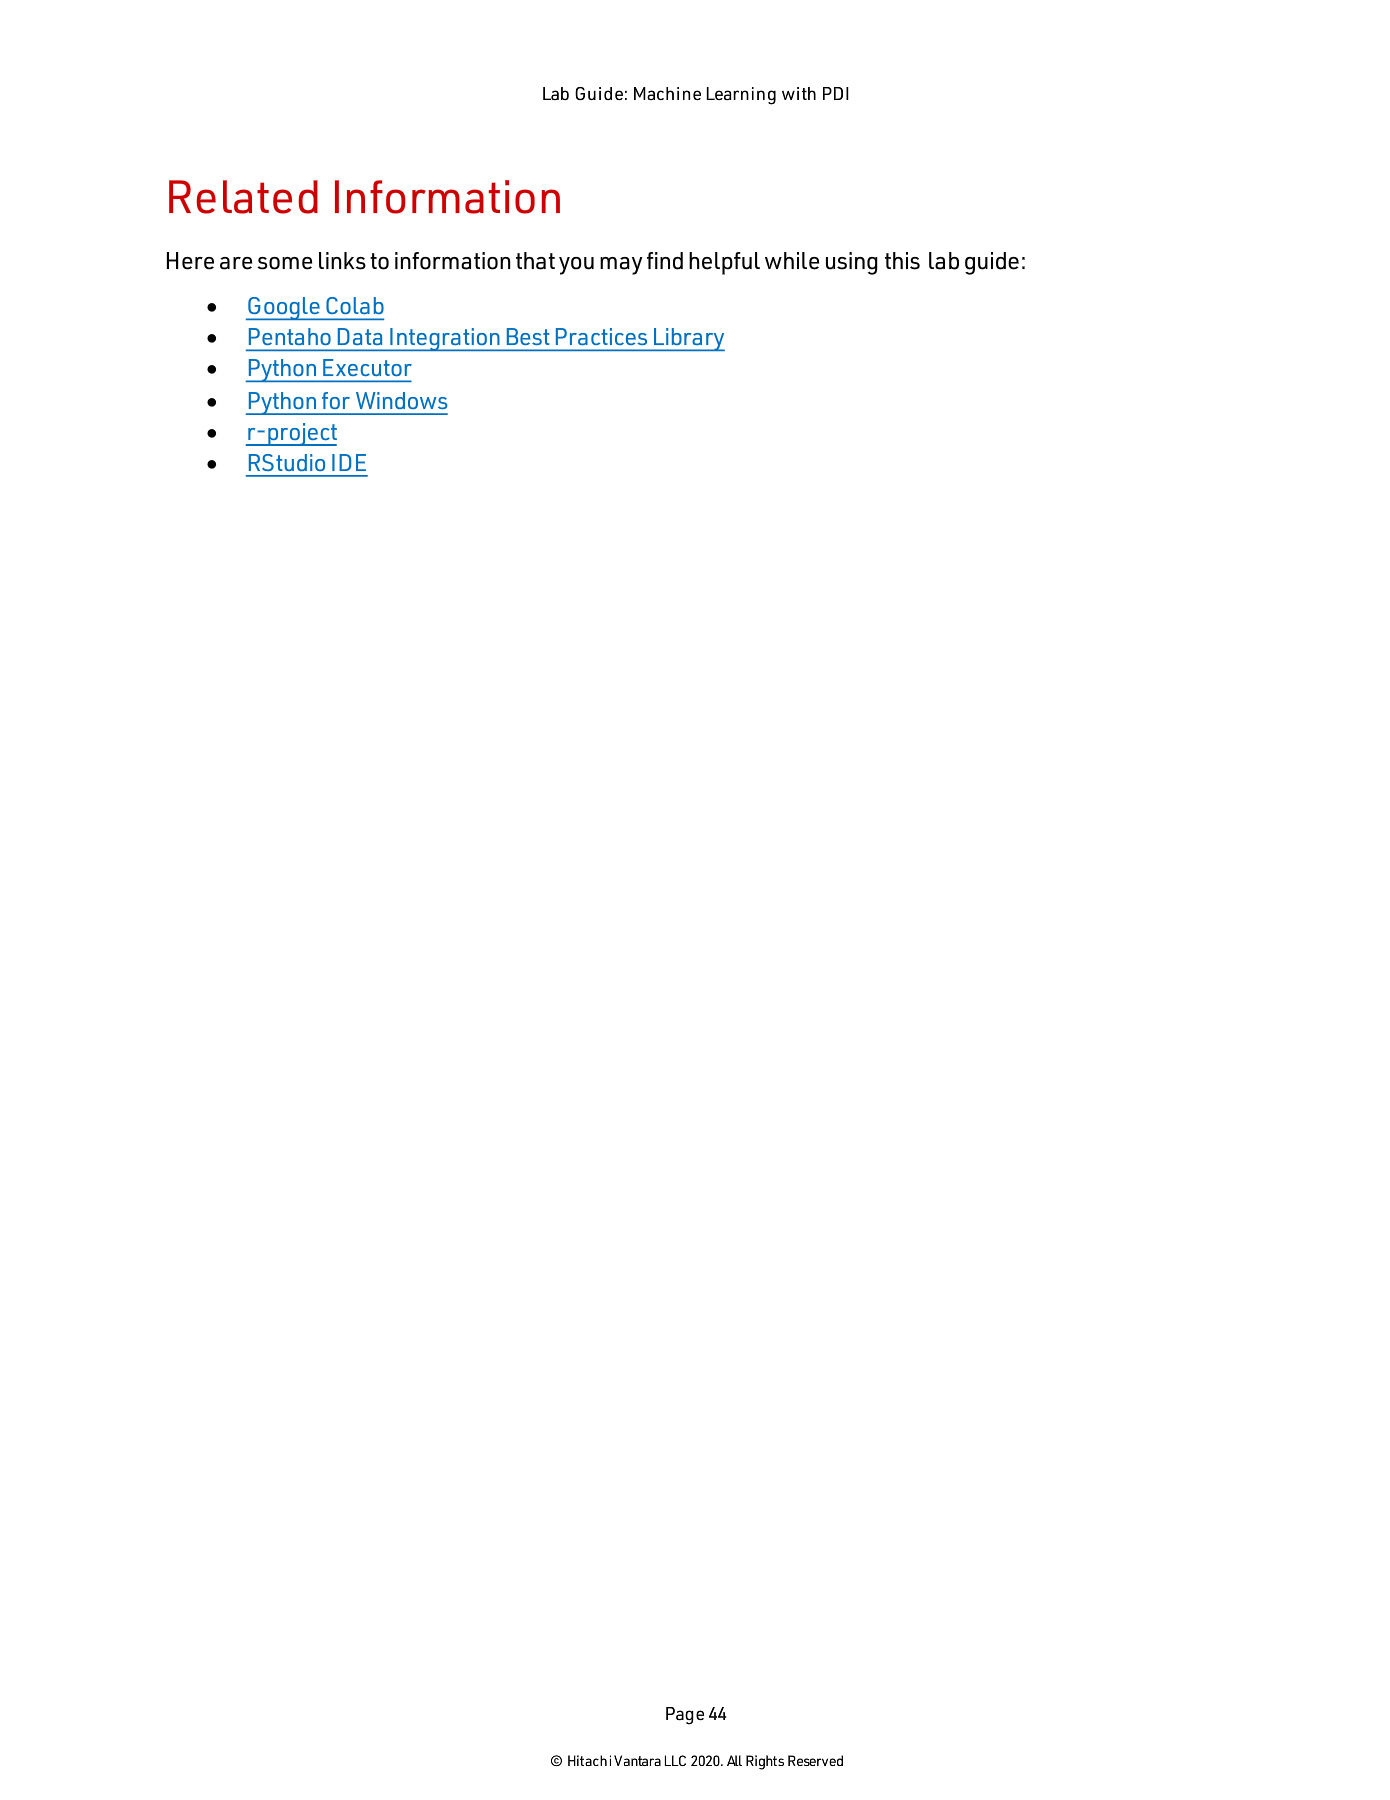 Lab Guide: Machine Learning with PDI
Related Information
Here are some links to information that you may find helpful while using this lab guide:
• Google Colab
• Pentaho Data Integration Best Practices Library
• Python Executor
• Python for Windows
• r-project
• RStudio IDE
Page 44
© Hitachi Vantara LLC 2020. All Rights Reserved